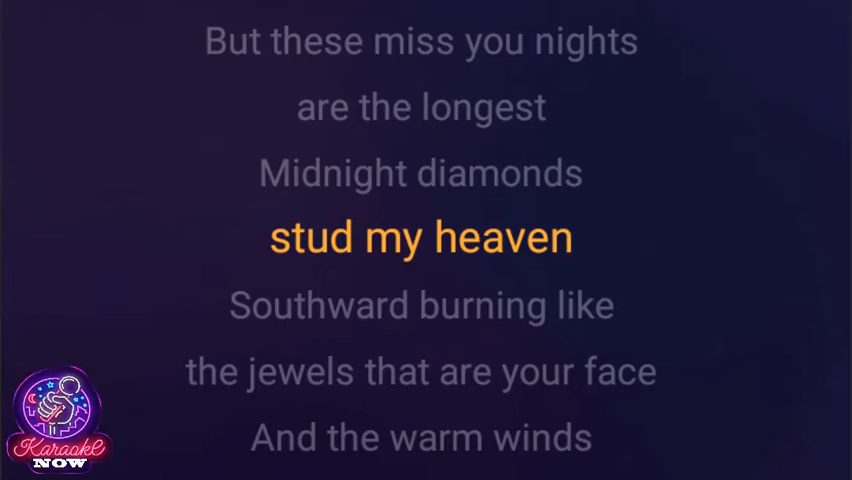 But these miss you nights
are the longest
Midnight diamonds
stud my heaven
Southward burning like
the jewels that are your face
And the warm winds
Karaoke
NOW